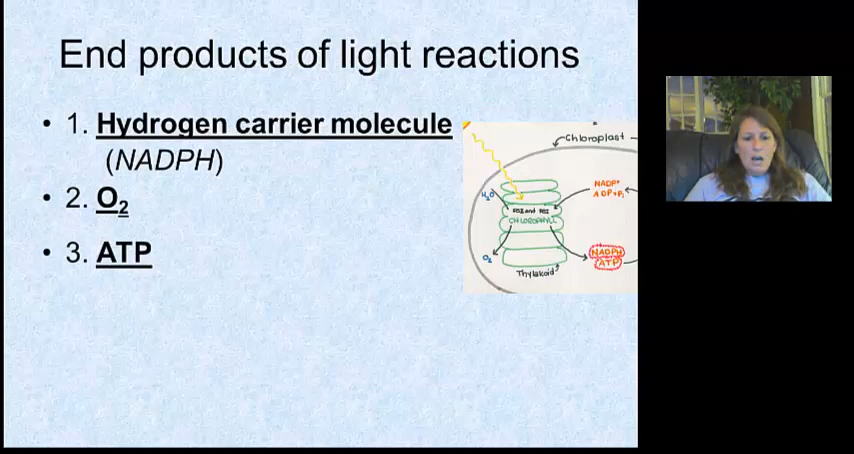 End products of light reactions
• 1. Hydrogen carrier molecule
(NADPH)
• 2. O₂
• 3. ATP
Chloroplast
H₂O
NADP⁺
ADP+Pᵢ
CHLOROPHYLL
O₂
NADPH
ATP
Thylakoid